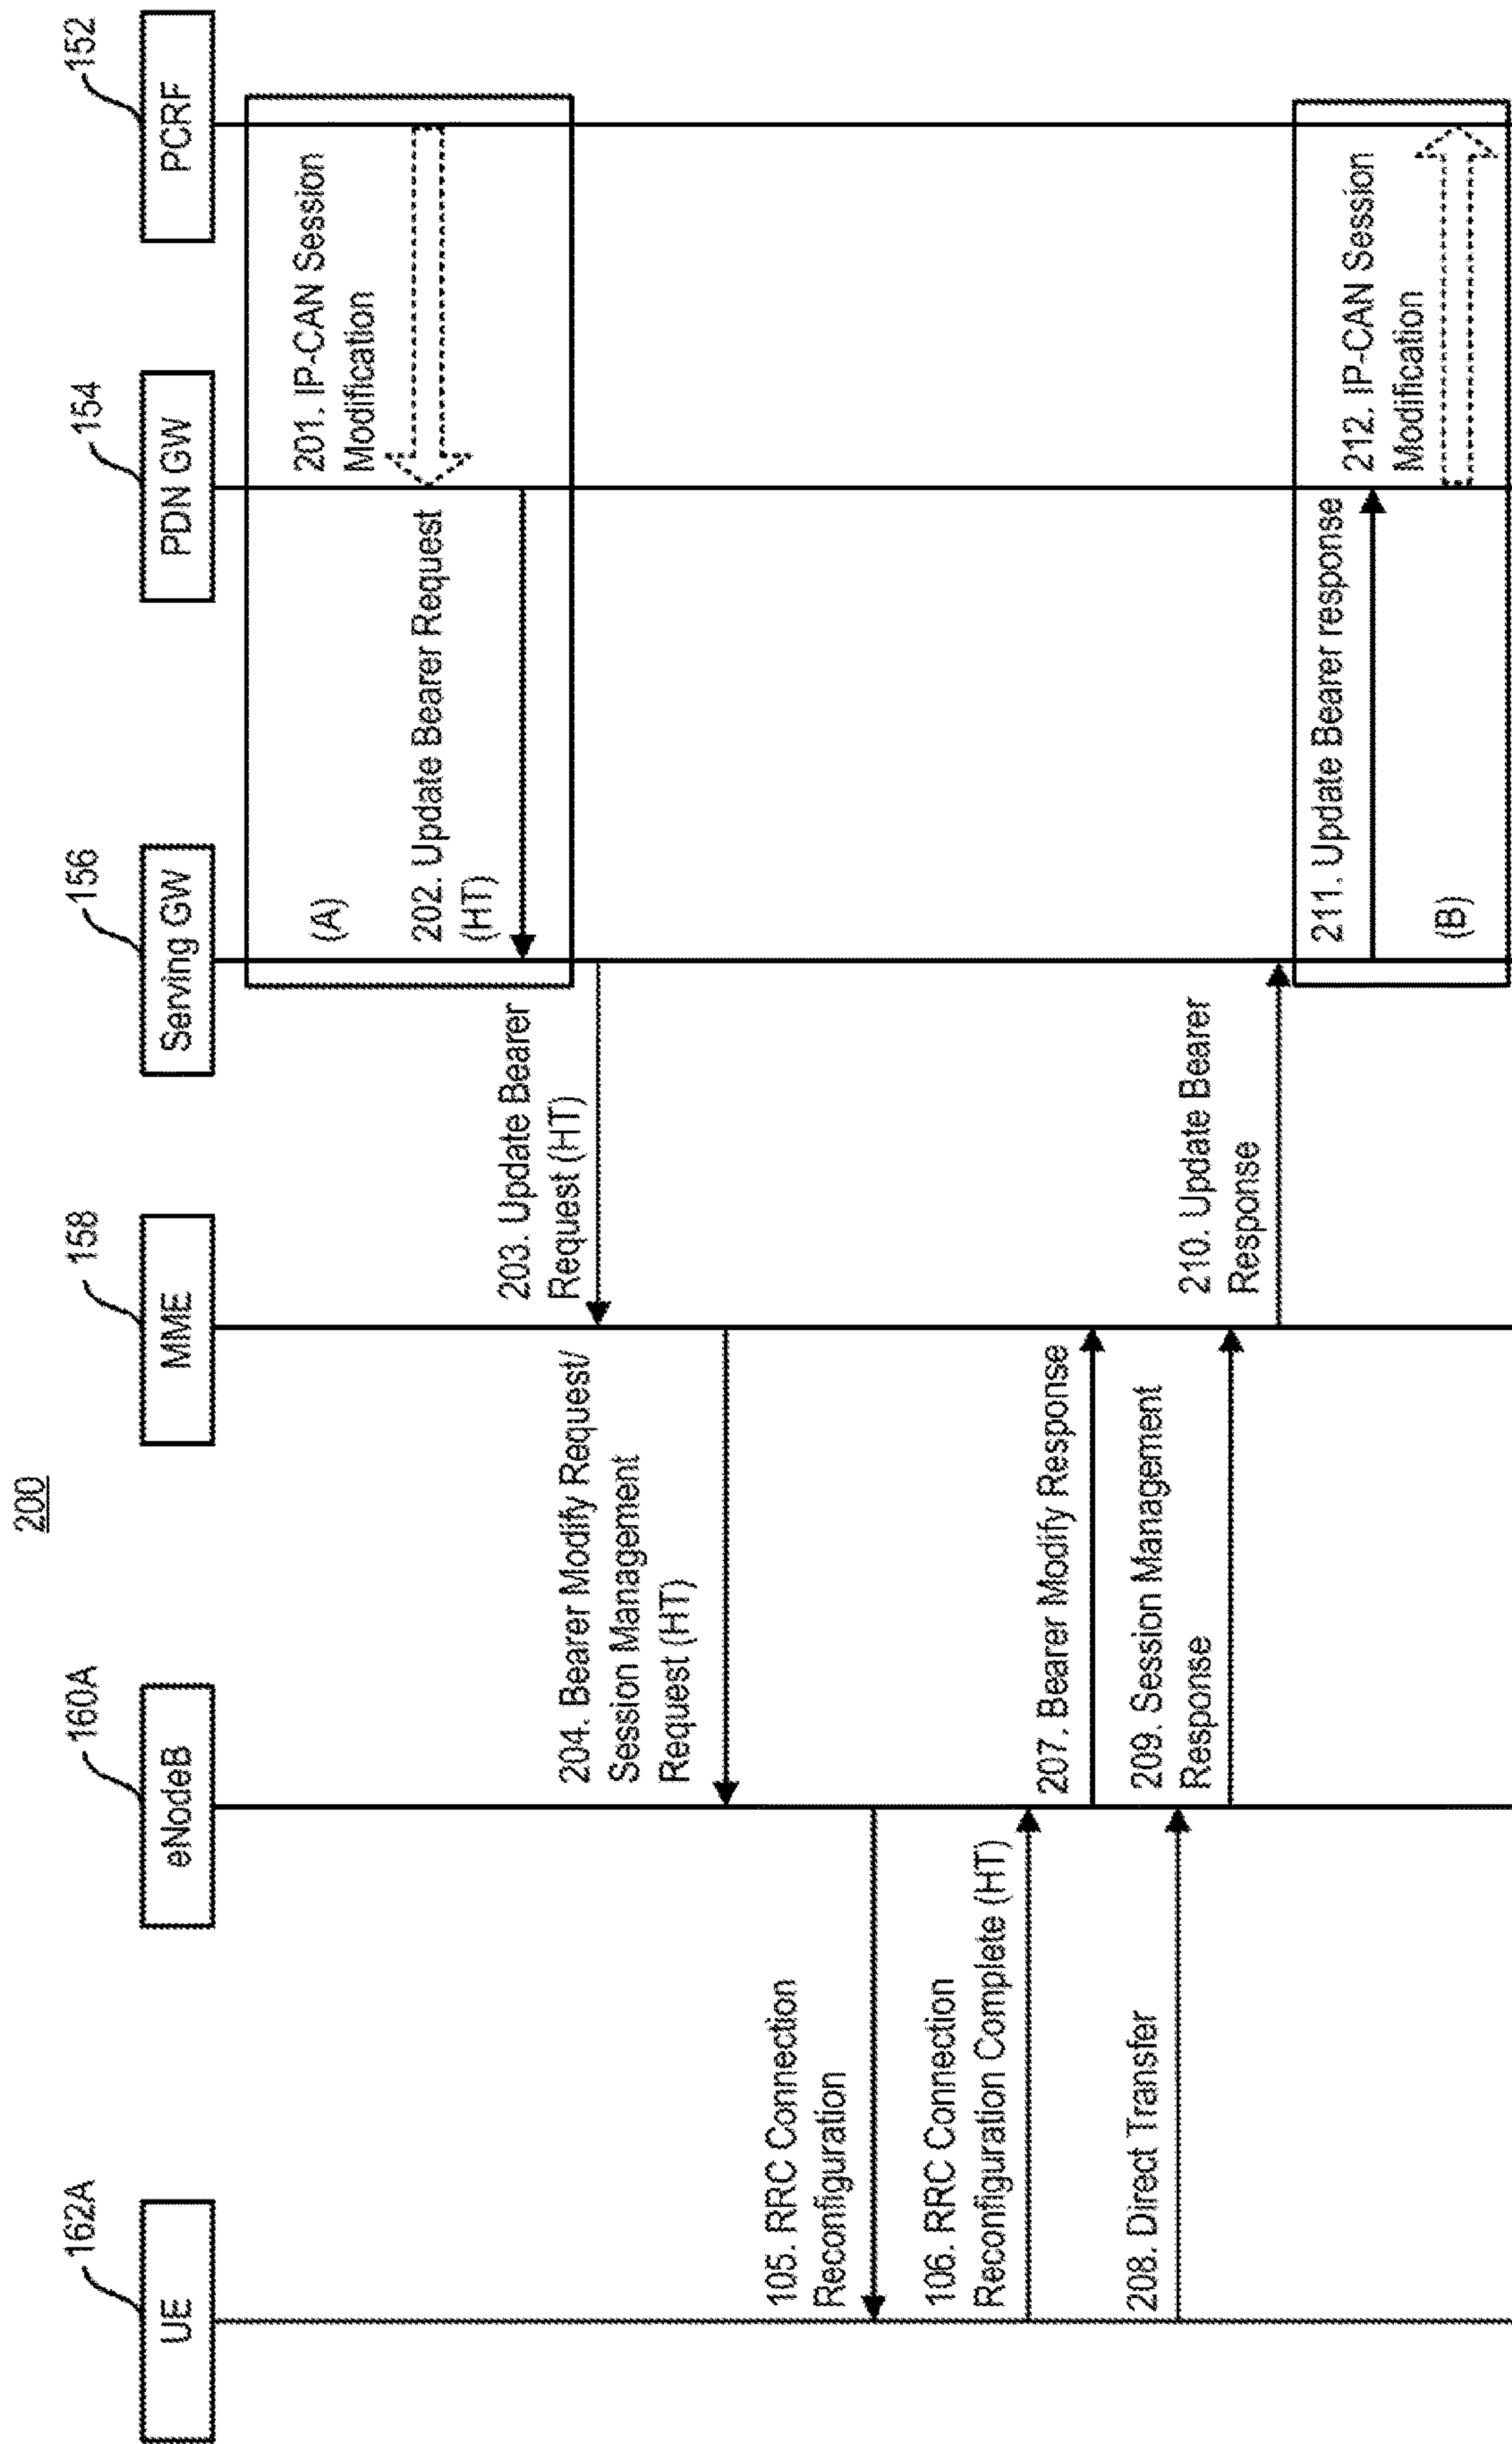 200
162A
160A
158
156
154
152
UE
eNodeB
MME
Serving GW
PDN GW
PCRF
(A)
201. IP-CAN Session
Modification
202. Update Bearer Request
(HT)
203. Update Bearer
Request (HT)
204. Bearer Modify Request/
Session Management
Request (HT)
105. RRC Connection
Reconfiguration
106. RRC Connection
Reconfiguration Complete (HT)
207. Bearer Modify Response
208. Direct Transfer
209. Session Management
Response
210. Update Bearer
Response
211. Update Bearer response
(B)
212. IP-CAN Session
Modification